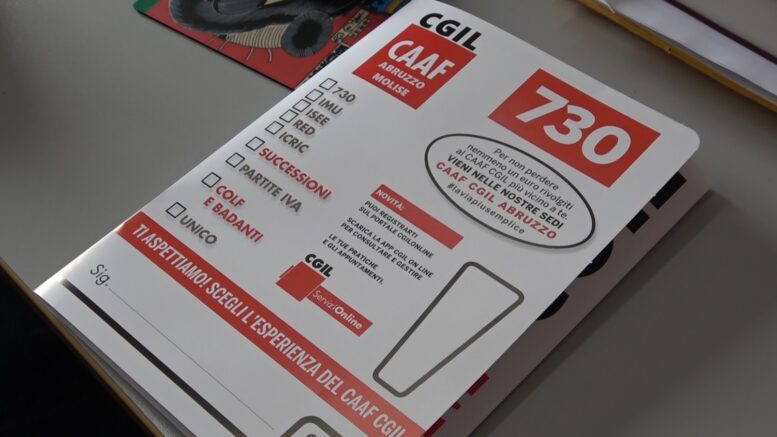 CGIL
CAAF
ABRUZZO
MOLISE
730
730
IMU
ISEE
RED
ICRIC
SUCCESSIONI
PARTITE IVA
COLF
E BADANTI
UNICO
Per non perdere
nemmeno un euro rivolgiti
al CAAF CGIL più vicino a te.
VIENI NELLE NOSTRE SEDI
CAAF CGIL ABRUZZO
#laviapiusemplice
NOVITÀ:
PUOI REGISTRARTI
SUL PORTALE CGILONLINE
SCARICA LA APP CGIL ON LINE
PER CONSULTARE E GESTIRE
LE TUE PRATICHE
E GLI APPUNTAMENTI.
CGIL
ServiziOnline
TI ASPETTIAMO! SCEGLI L'ESPERIENZA DEL CAAF CGIL
Sig.